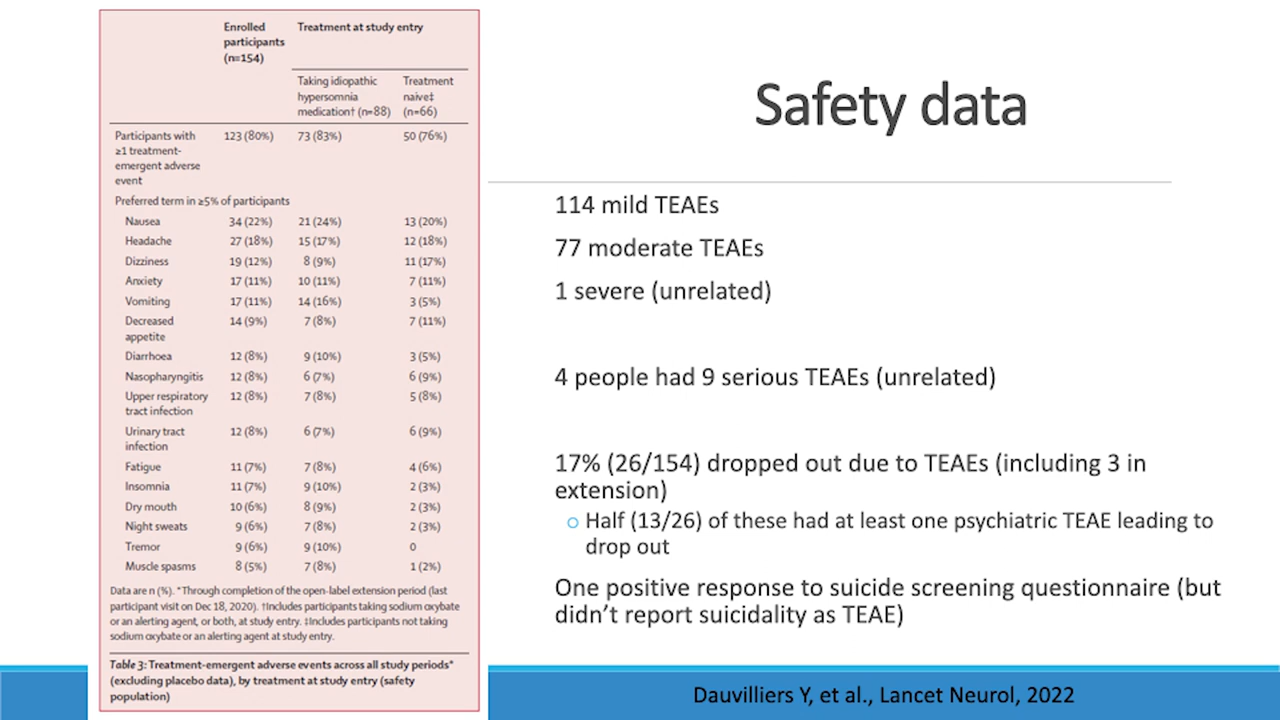 Enrolled participants (n=154)
Treatment at study entry
Taking idiopathic hypersomnia medication† (n=88)
Treatment naive‡ (n=66)
Participants with ≥1 treatment-emergent adverse event 123 (80%) 73 (83%) 50 (76%)
Preferred term in ≥5% of participants
Nausea 34 (22%) 21 (24%) 13 (20%)
Headache 27 (18%) 15 (17%) 12 (18%)
Dizziness 19 (12%) 8 (9%) 11 (17%)
Anxiety 17 (11%) 10 (11%) 7 (11%)
Vomiting 17 (11%) 14 (16%) 3 (5%)
Decreased appetite 14 (9%) 7 (8%) 7 (11%)
Diarrhoea 12 (8%) 9 (10%) 3 (5%)
Nasopharyngitis 12 (8%) 6 (7%) 6 (9%)
Upper respiratory tract infection 12 (8%) 7 (8%) 5 (8%)
Urinary tract infection 12 (8%) 6 (7%) 6 (9%)
Fatigue 11 (7%) 7 (8%) 4 (6%)
Insomnia 11 (7%) 9 (10%) 2 (3%)
Dry mouth 10 (6%) 8 (9%) 2 (3%)
Night sweats 9 (6%) 7 (8%) 2 (3%)
Tremor 9 (6%) 9 (10%) 0
Muscle spasms 8 (5%) 7 (8%) 1 (2%)
Data are n (%). *Through completion of the open-label extension period (last
participant visit on Dec 18, 2020). †Includes participants taking sodium oxybate
or an alerting agent, or both, at study entry. ‡Includes participants not taking
sodium oxybate or an alerting agent at study entry.
Table 3: Treatment-emergent adverse events across all study periods*
(excluding placebo data), by treatment at study entry (safety
population)
Safety data
114 mild TEAEs
77 moderate TEAEs
1 severe (unrelated)
4 people had 9 serious TEAEs (unrelated)
17% (26/154) dropped out due to TEAEs (including 3 in
extension)
Half (13/26) of these had at least one psychiatric TEAE leading to
drop out
One positive response to suicide screening questionnaire (but
didn’t report suicidality as TEAE)
Dauvilliers Y, et al., Lancet Neurol, 2022